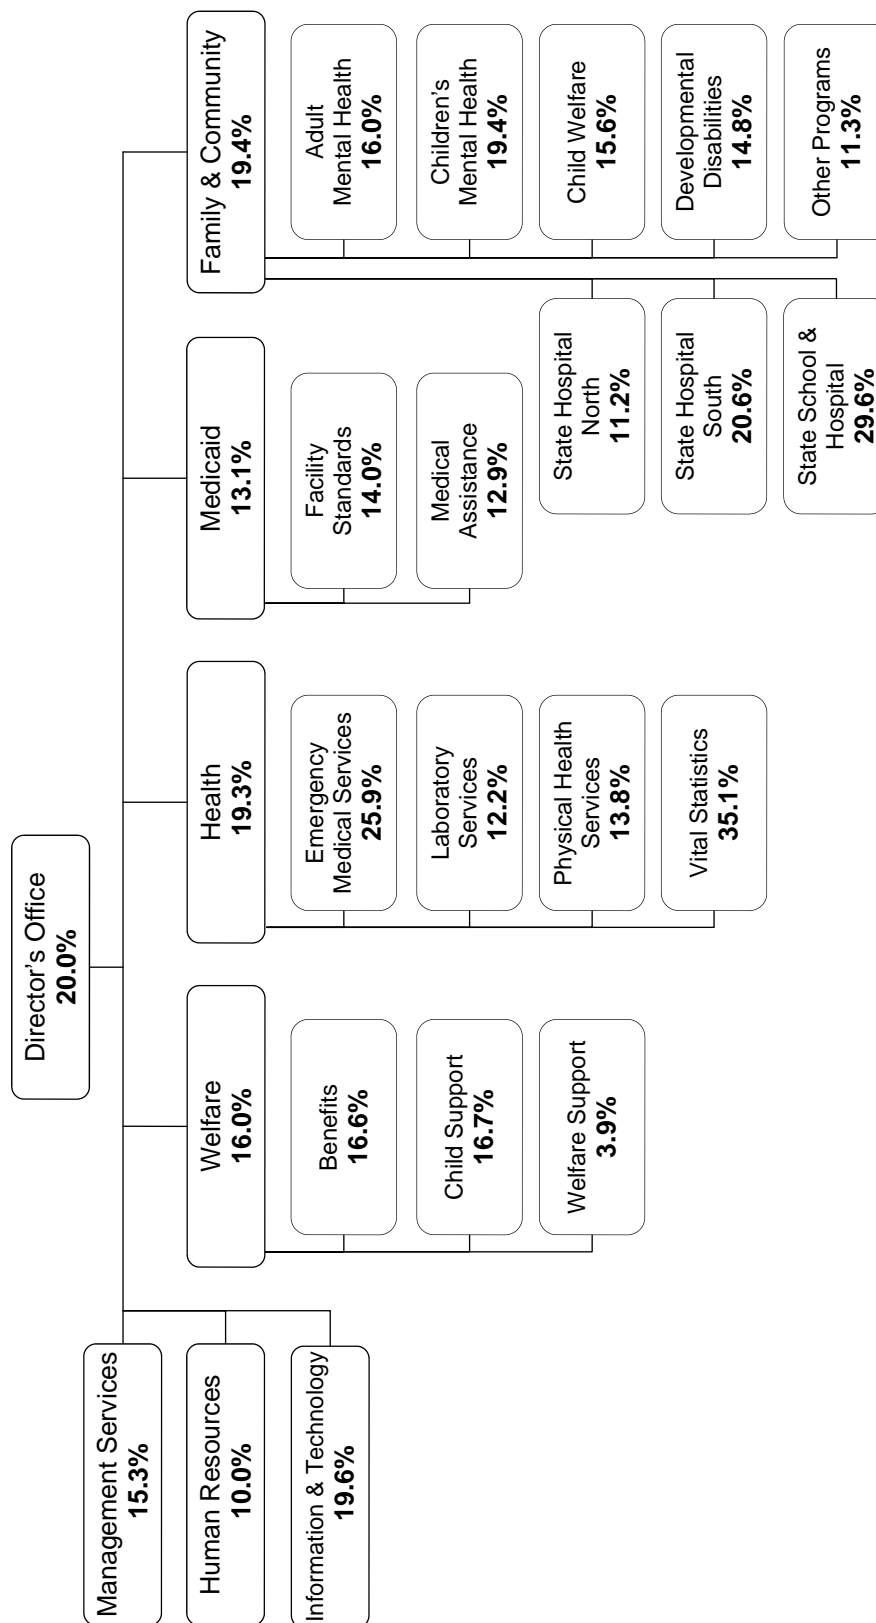 Director's Office
20.0%
Management Services
15.3%
Human Resources
10.0%
Information & Technology
19.6%
Welfare
16.0%
Benefits
16.6%
Child Support
16.7%
Welfare Support
3.9%
Health
19.3%
Emergency
Medical Services
25.9%
Laboratory
Services
12.2%
Physical Health
Services
13.8%
Vital Statistics
35.1%
Medicaid
13.1%
Facility
Standards
14.0%
Medical
Assistance
12.9%
Family & Community
19.4%
Adult
Mental Health
16.0%
Children's
Mental Health
19.4%
Child Welfare
15.6%
Developmental
Disabilities
14.8%
Other Programs
11.3%
State Hospital
North
11.2%
State Hospital
South
20.6%
State School &
Hospital
29.6%